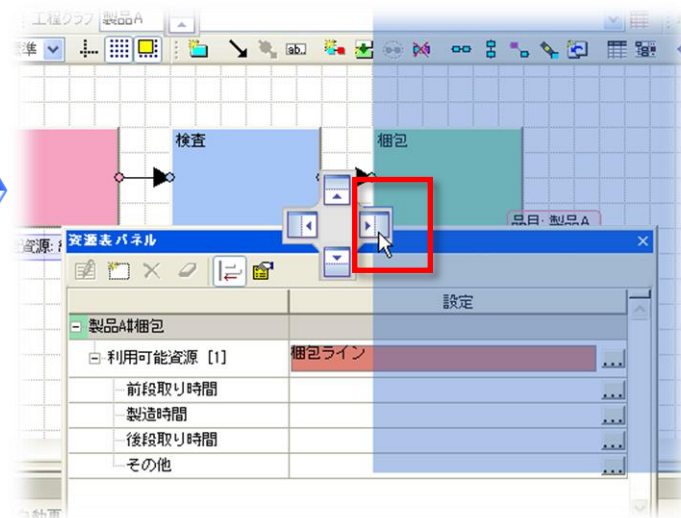 工程グラフ 製品A
準
ab.
検査
梱包
品目: 製品A
資源:
資源表パネル
設定
製品A#梱包
利用可能資源 [1]
梱包ライン
...
前段取り時間
...
製造時間
...
後段取り時間
...
その他
...